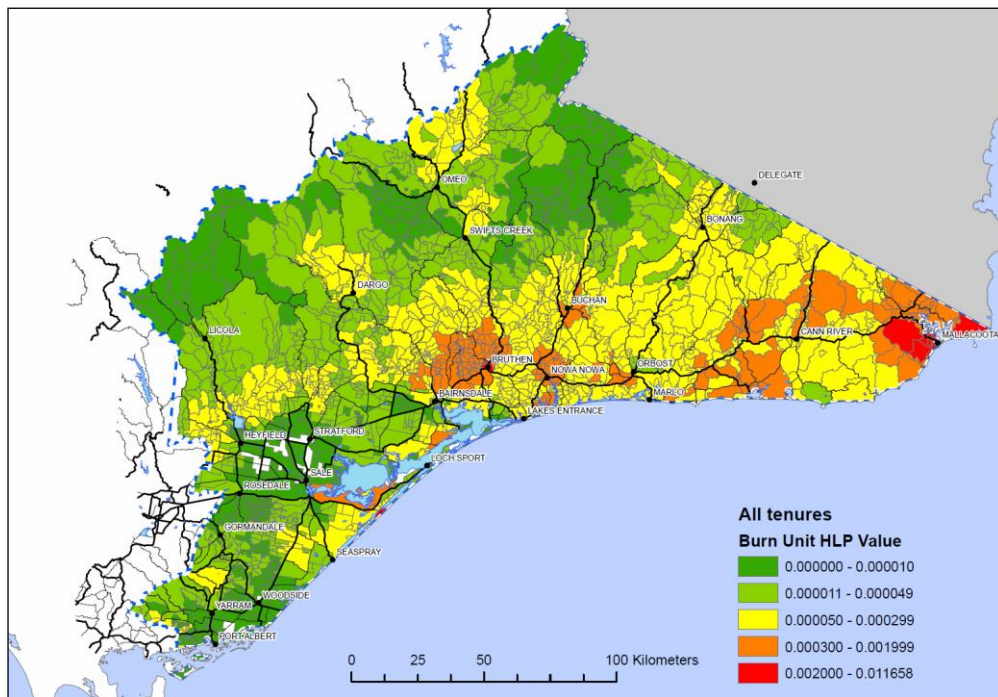 DELEGATE
OMEO
BONANG
SWIFTS CREEK
DARGO
BUCHAN
LICOLA
CANN RIVER
MALLACOOTA
BRUTHEN
NOWA NOWA
ORBOST
BAIRNSDALE
MARLO
LAKES ENTRANCE
HEYFIELD
STRATFORD
LOCH SPORT
SALE
ROSEDALE
GORMANDALE
SEASPRAY
WOODSIDE
YARRAM
PORT ALBERT
All tenures
Burn Unit HLP Value
0.000000 - 0.000010
0.000011 - 0.000049
0.000050 - 0.000299
0.000300 - 0.001999
0.002000 - 0.011658
0 25 50 100 Kilometers